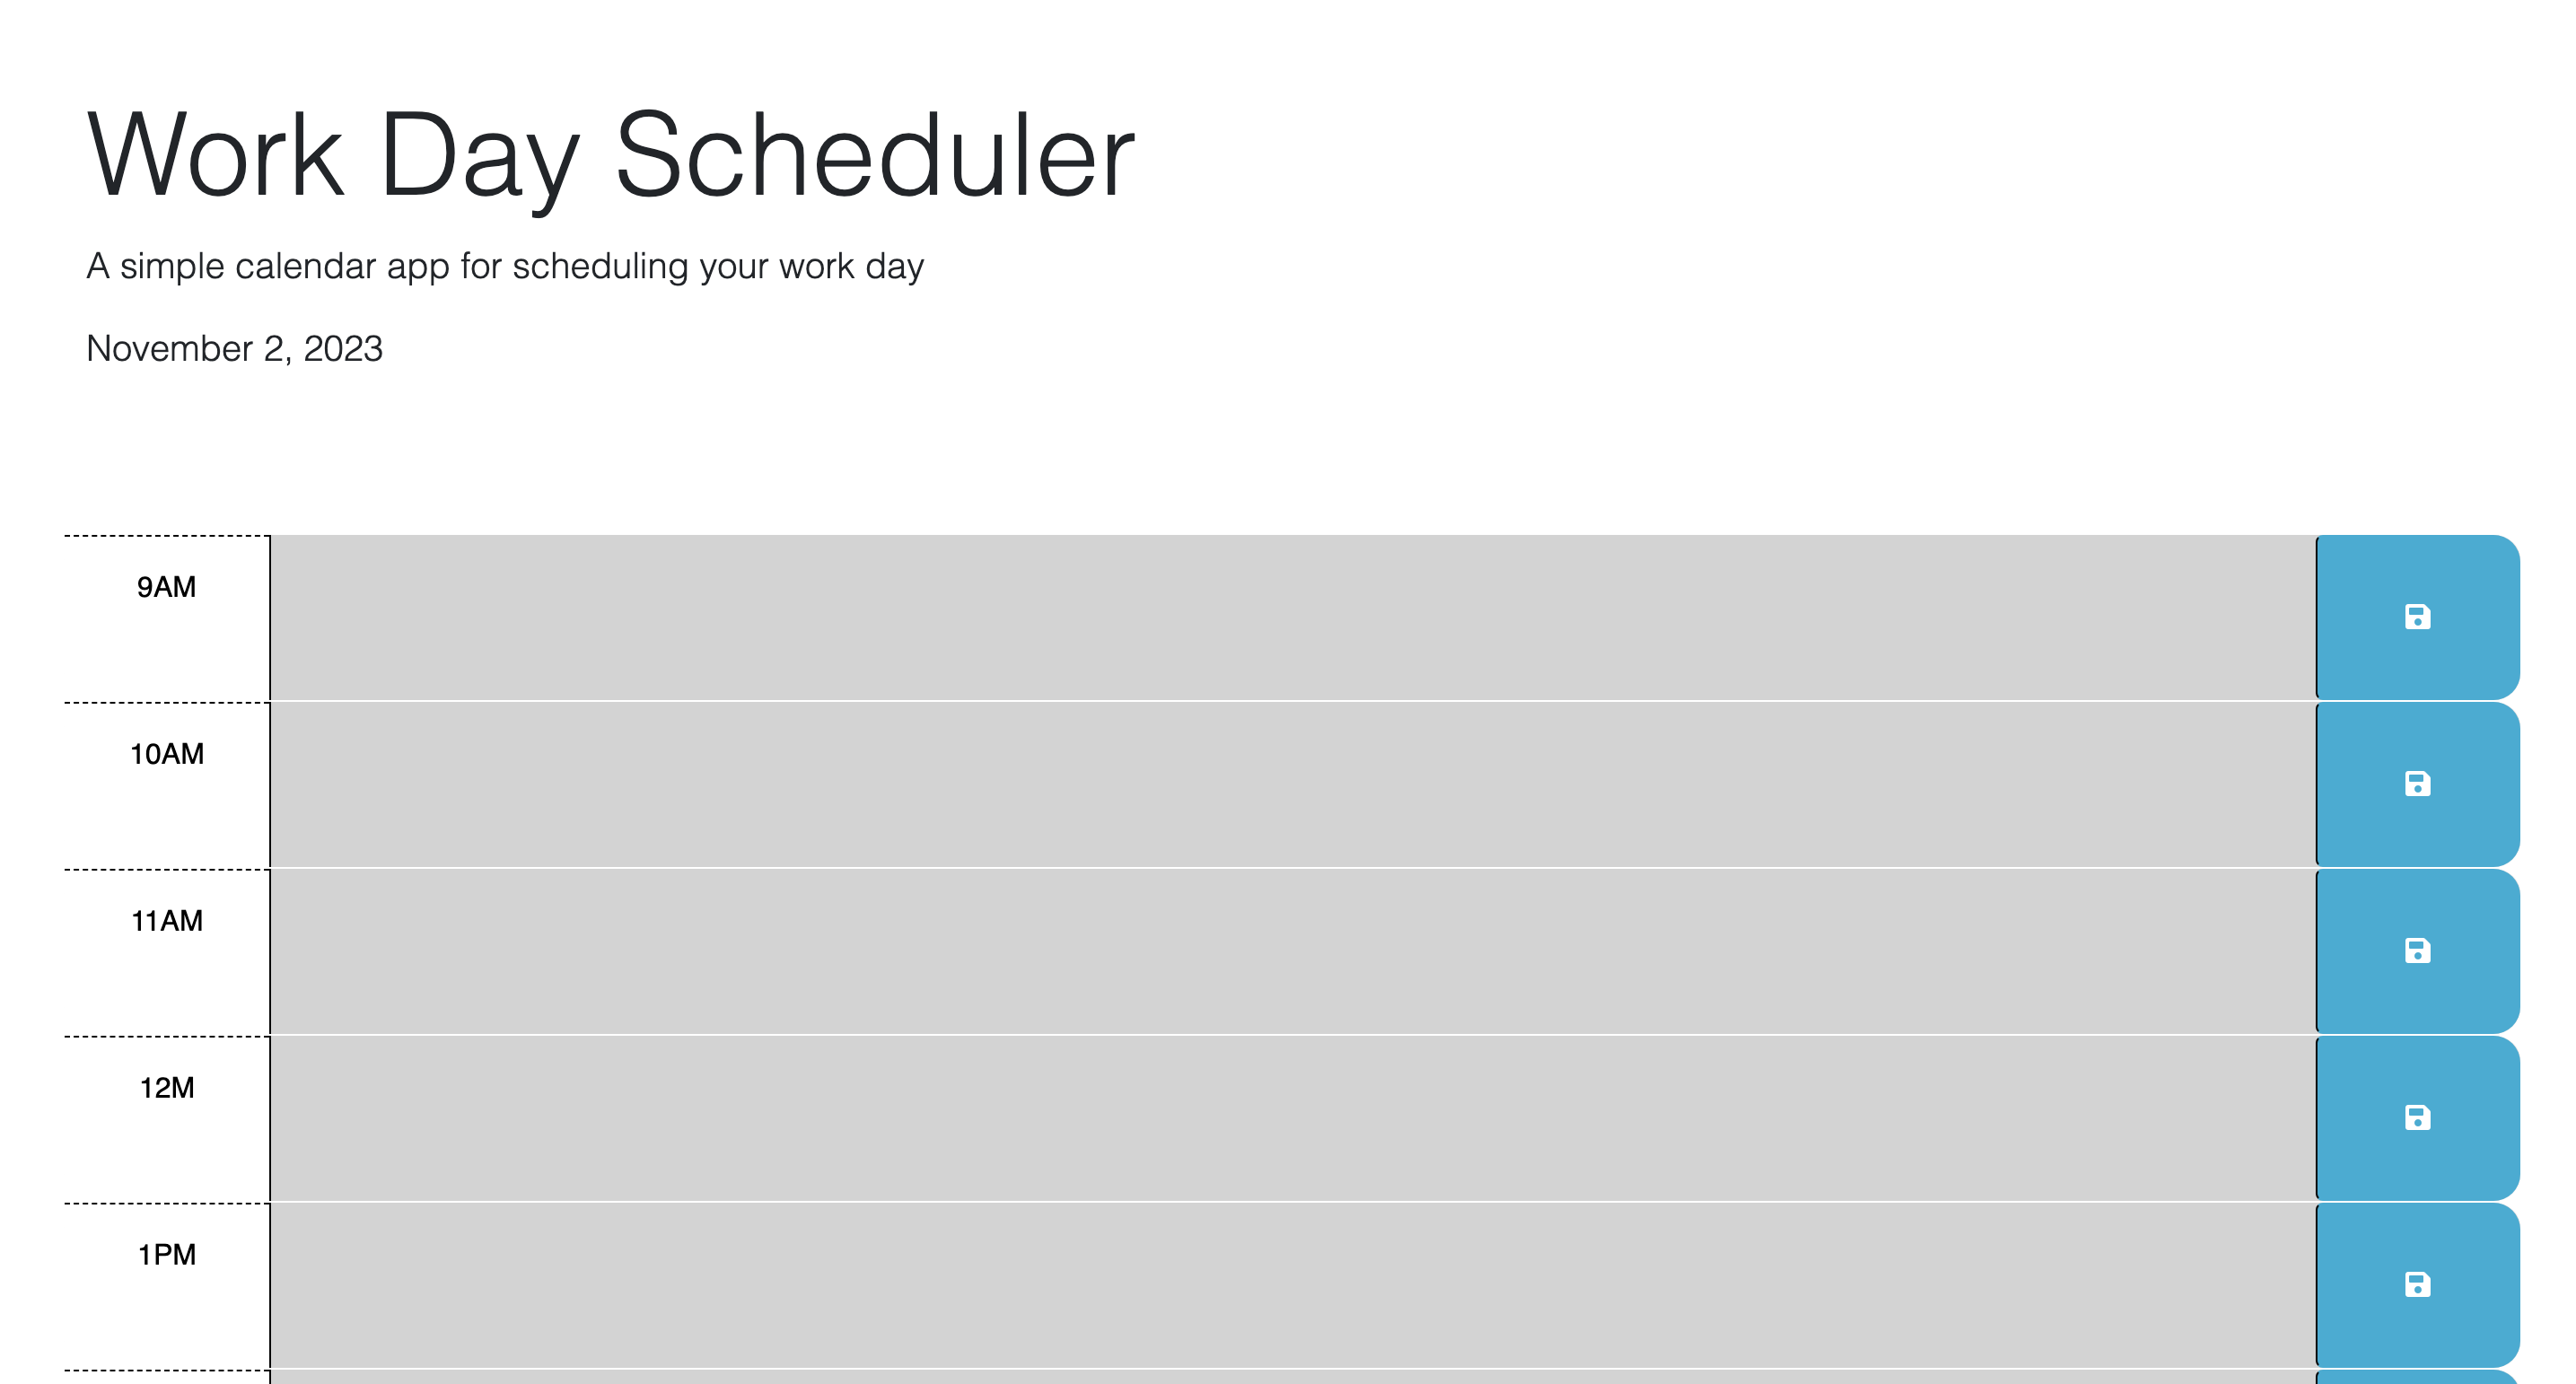 Work Day Scheduler
A simple calendar app for scheduling your work day
November 2, 2023
9AM
10AM
11AM
12M
1PM